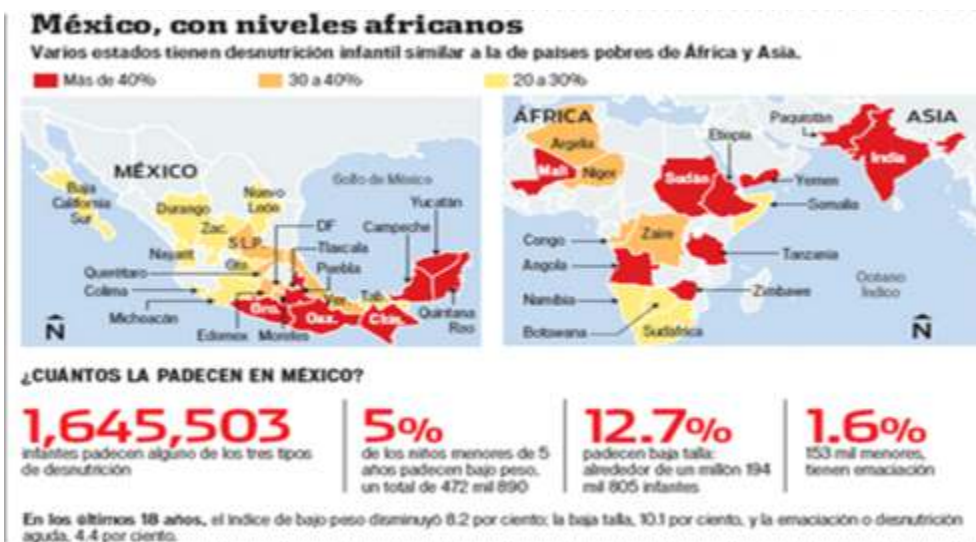 México, con niveles africanos
Varios estados tienen desnutrición infantil similar a la de países pobres de África y Asia.
Más de 40%
30 a 40%
20 a 30%
MÉXICO
Baja
California
Sur
Durango
Nuevo
León
Zac.
Nayarit
S.L.P.
Gto.
Querétaro
Colima
Michoacán
Edomex
Morelos
Gro.
Oax.
Chis.
DF
Tlaxcala
Puebla
Ver.
Tab.
Golfo de México
Campeche
Yucatán
Quintana
Roo
N
ÁFRICA
ASIA
Argelia
Mali
Niger
Sudán
Etiopia
Paquistán
India
Yemen
Somalia
Congo
Zaire
Angola
Tanzania
Namibia
Zimbawe
Botswana
Sudáfrica
Océano
Índico
N
¿CUÁNTOS LA PADECEN EN MÉXICO?
1,645,503
infantes padecen alguno de los tres tipos
de desnutrición
5%
de los niños menores de 5
años padecen bajo peso,
un total de 472 mil 890
12.7%
padecen baja talla:
alrededor de un millón 194
mil 805 infantes
1.6%
153 mil menores,
tienen emaciación
En los últimos 18 años, el índice de bajo peso disminuyó 8.2 por ciento; la baja talla, 10.1 por ciento, y la emaciación o desnutrición
aguda, 4.4 por ciento.